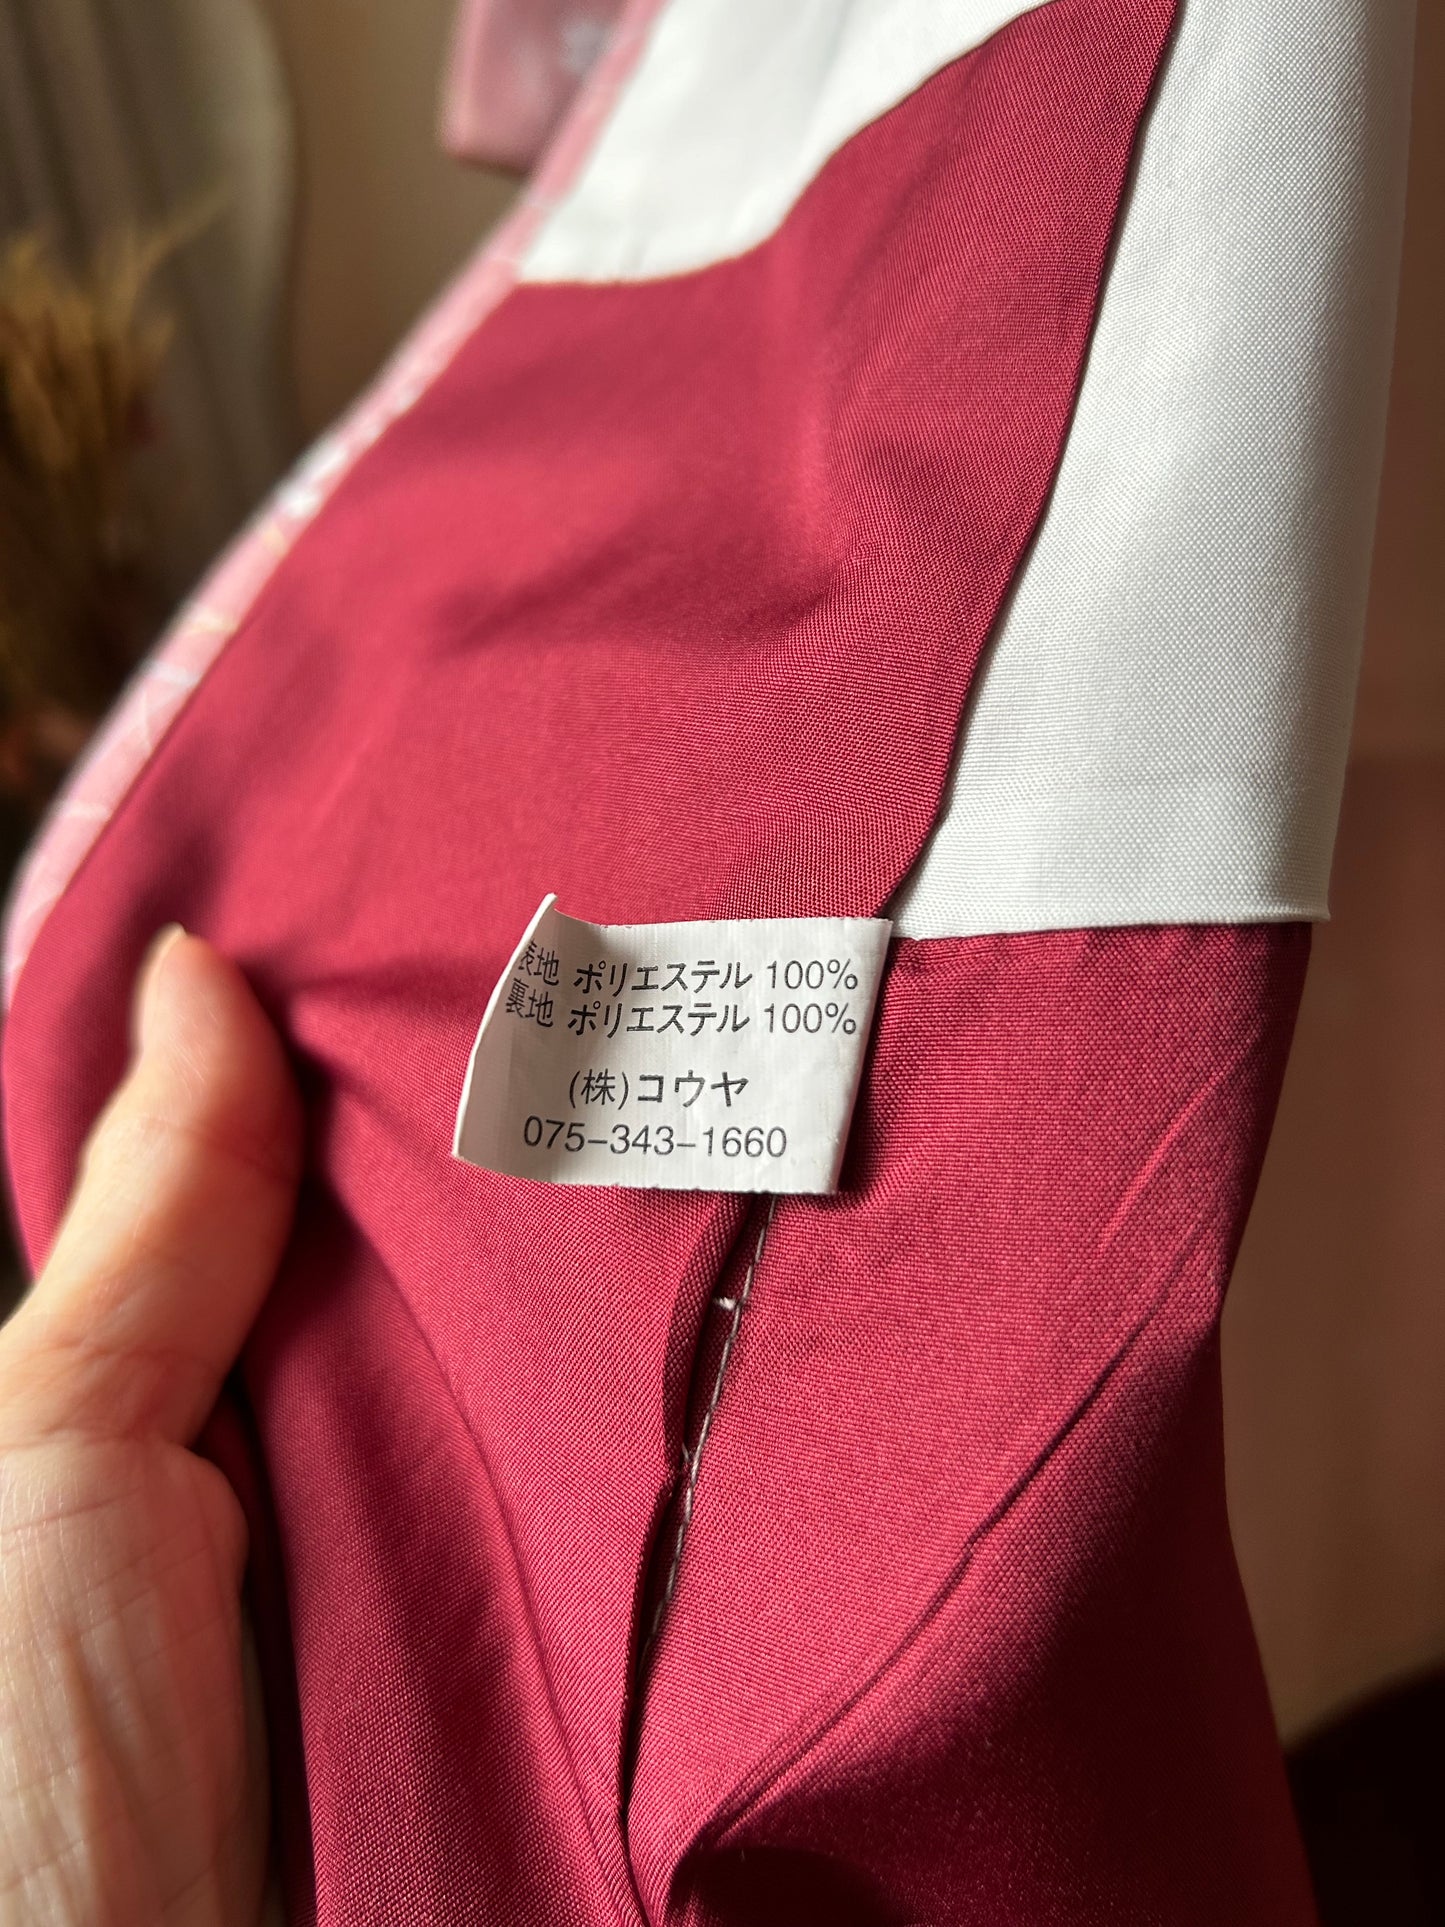 表地 ポリエステル 100%
裏地 ポリエステル 100%
(株)コウヤ
075-343-1660